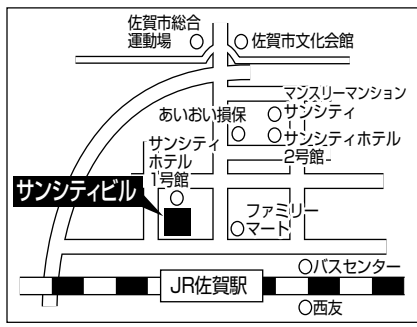 佐賀市総合
運動場
佐賀市文化会館
マンスリーマンション
サンシティ
あいおい損保
サンシティホテル
2号館
サンシティ
ホテル
1号館
サンシティビル
ファミリー
マート
バスセンター
JR佐賀駅
西友